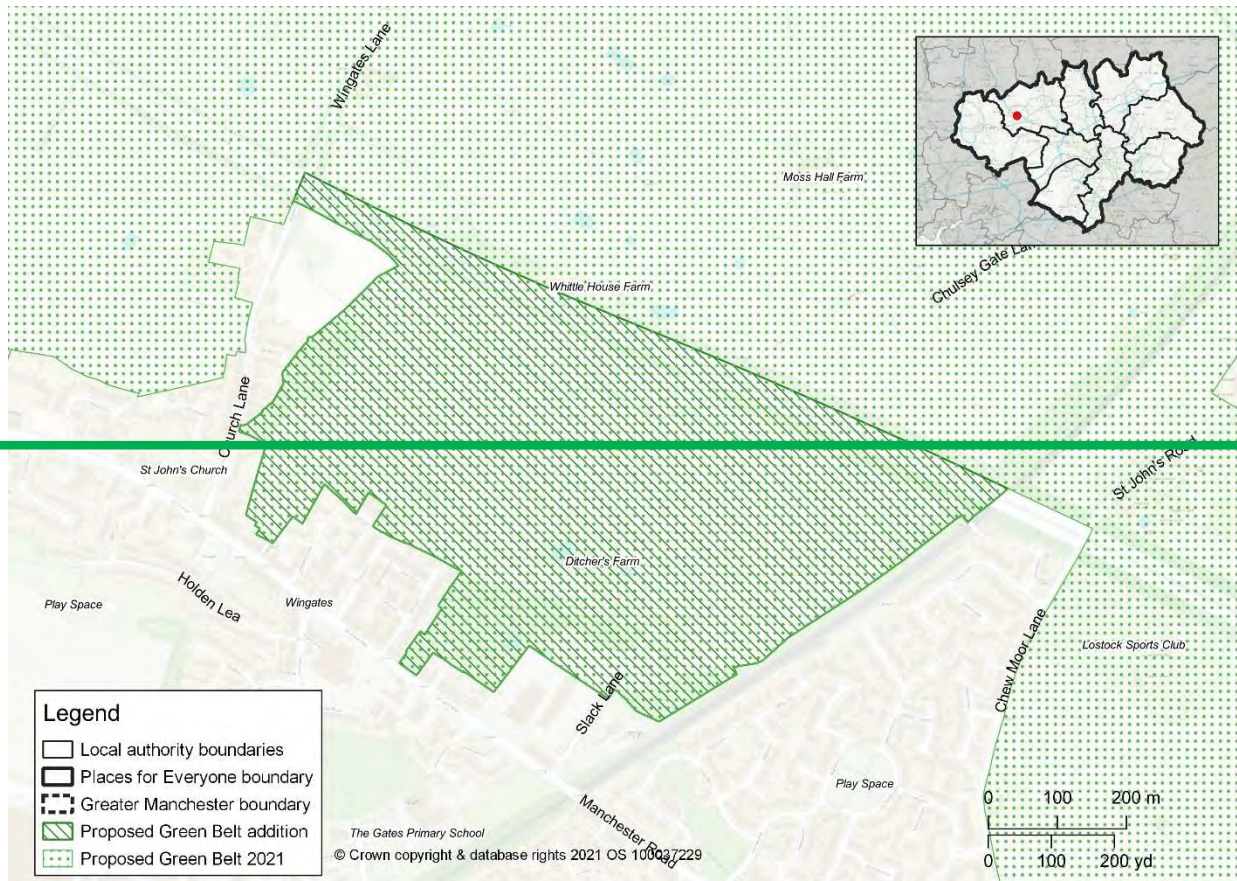 Wingates Lane
Moss Hall Farm
Chulsey Gate Lane
Whittle House Farm
Church Lane
St John's Road
St John's Church
Ditcher's Farm
Holden Lea
Play Space
Wingates
Lostock Sports Club
Chew Moor Lane
Slack Lane
Play Space
Manchester Road
The Gates Primary School
0 100 200 m
0 100 200 yd
Legend
Local authority boundaries
Places for Everyone boundary
Greater Manchester boundary
Proposed Green Belt addition
Proposed Green Belt 2021
© Crown copyright & database rights 2021 OS 100037229